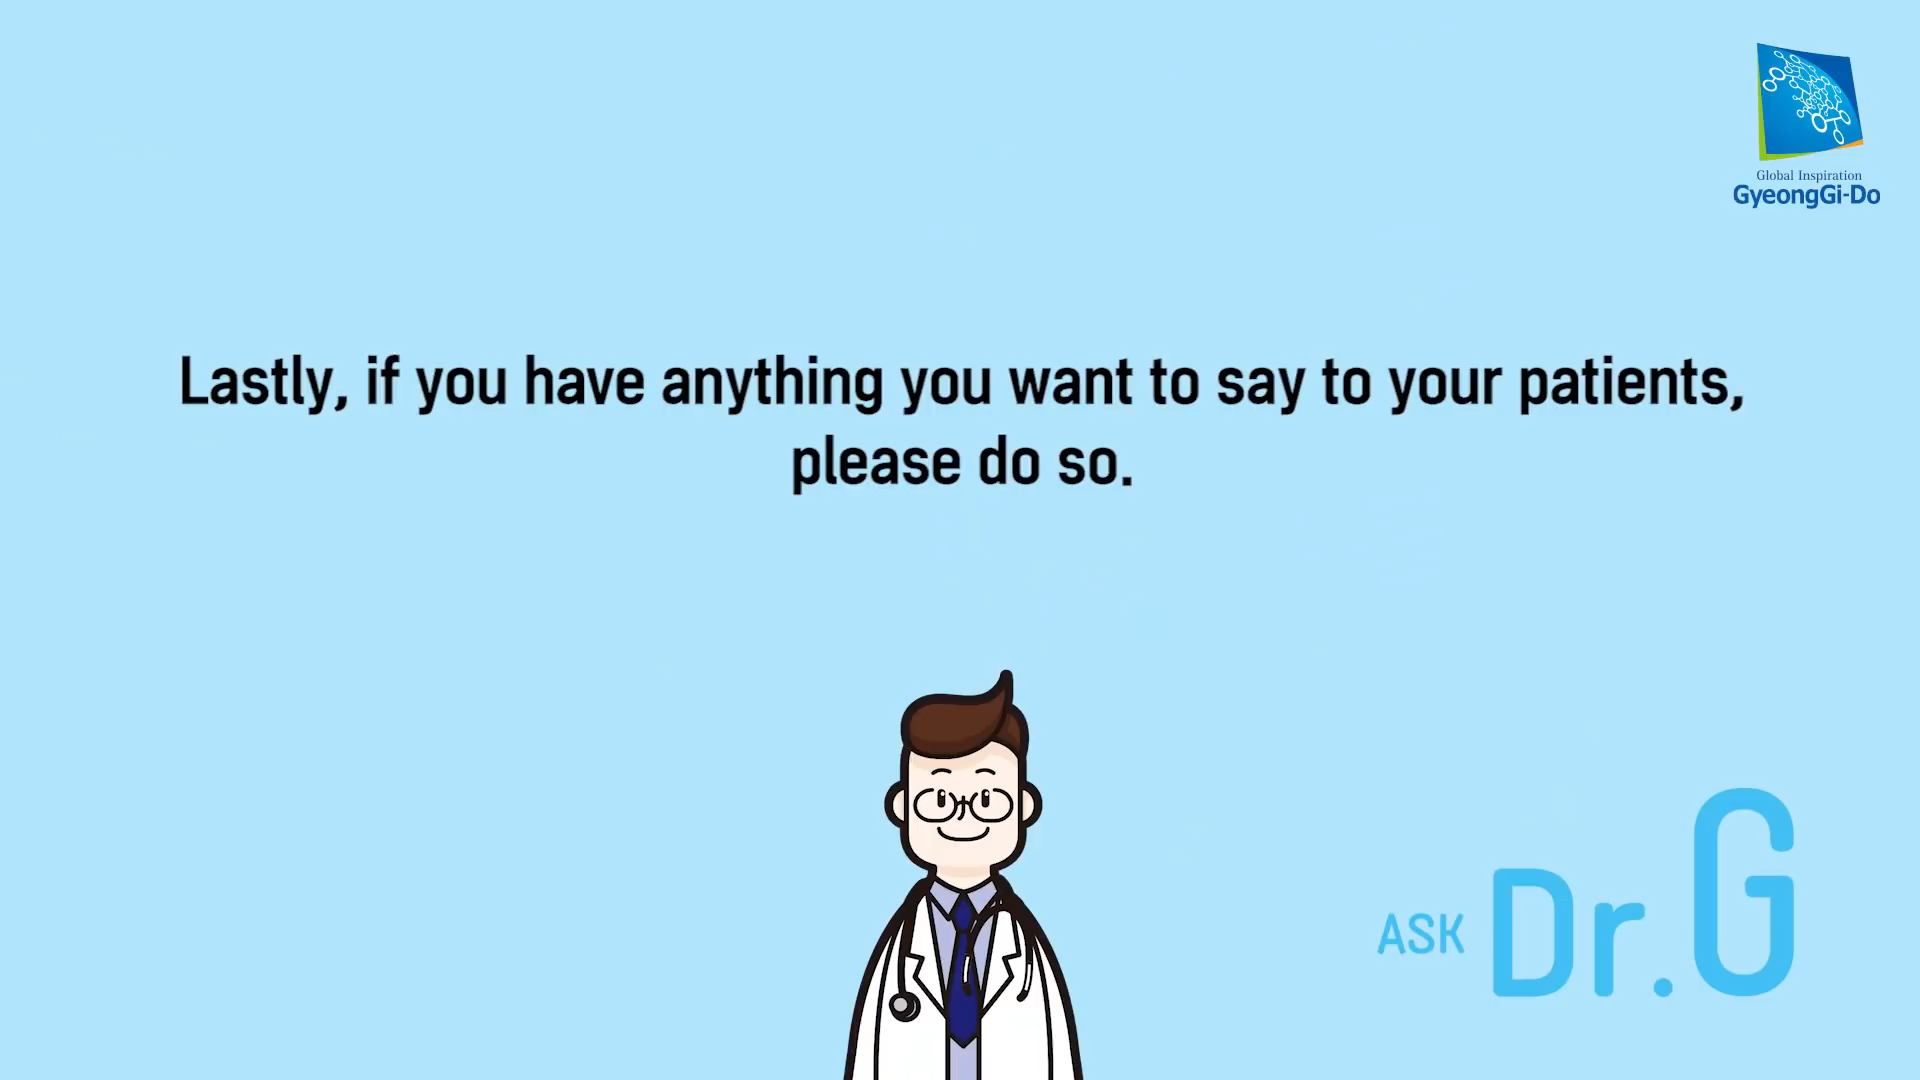 Global Inspiration
GyeongGi-Do
Lastly, if you have anything you want to say to your patients,
please do so.
ASK Dr.G